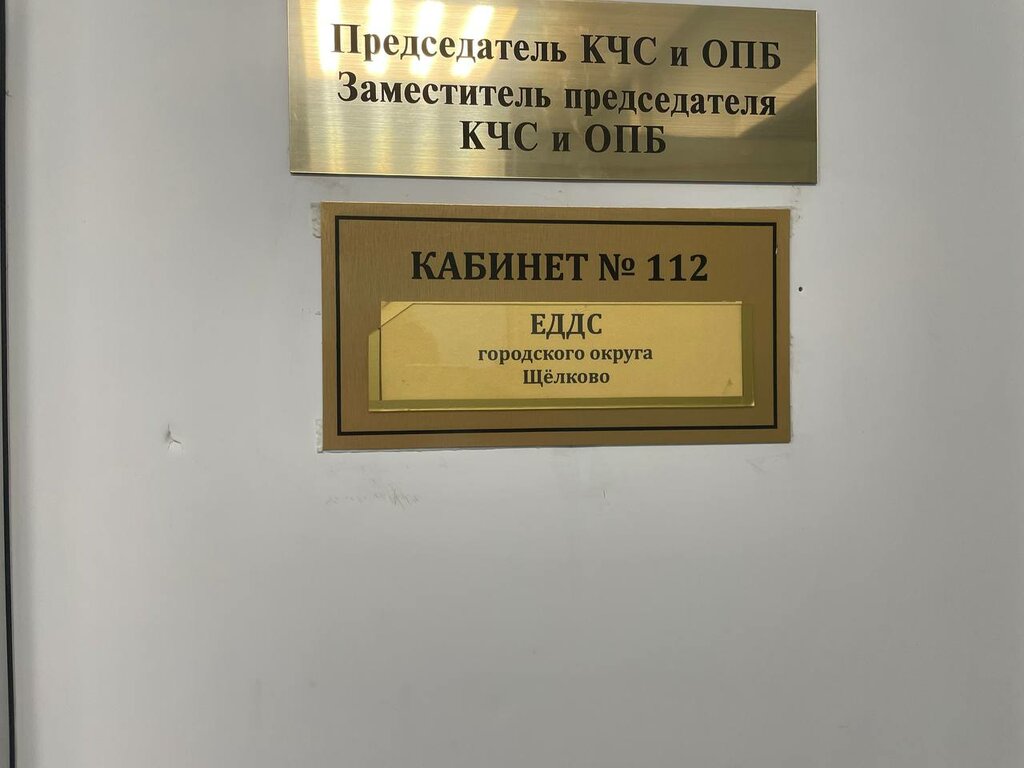 Председатель КЧС и ОПБ
Заместитель председателя
КЧС и ОПБ
КАБИНЕТ № 112
ЕДДС
городского округа
Щёлково